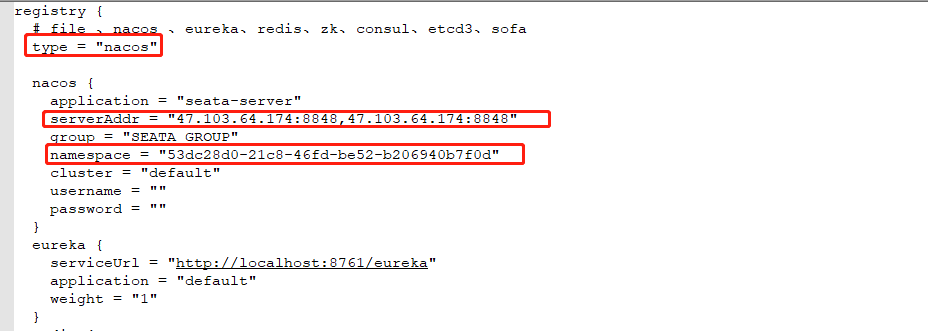 registry {
# file 、nacos 、eureka、redis、zk、consul、etcd3、sofa
type = "nacos"
nacos {
application = "seata-server"
serverAddr = "47.103.64.174:8848,47.103.64.174:8848"
group = "SEATA_GROUP"
namespace = "53dc28d0-21c8-46fd-be52-b206940b7f0d"
cluster = "default"
username = ""
password = ""
}
eureka {
serviceUrl = "http://localhost:8761/eureka"
application = "default"
weight = "1"
}